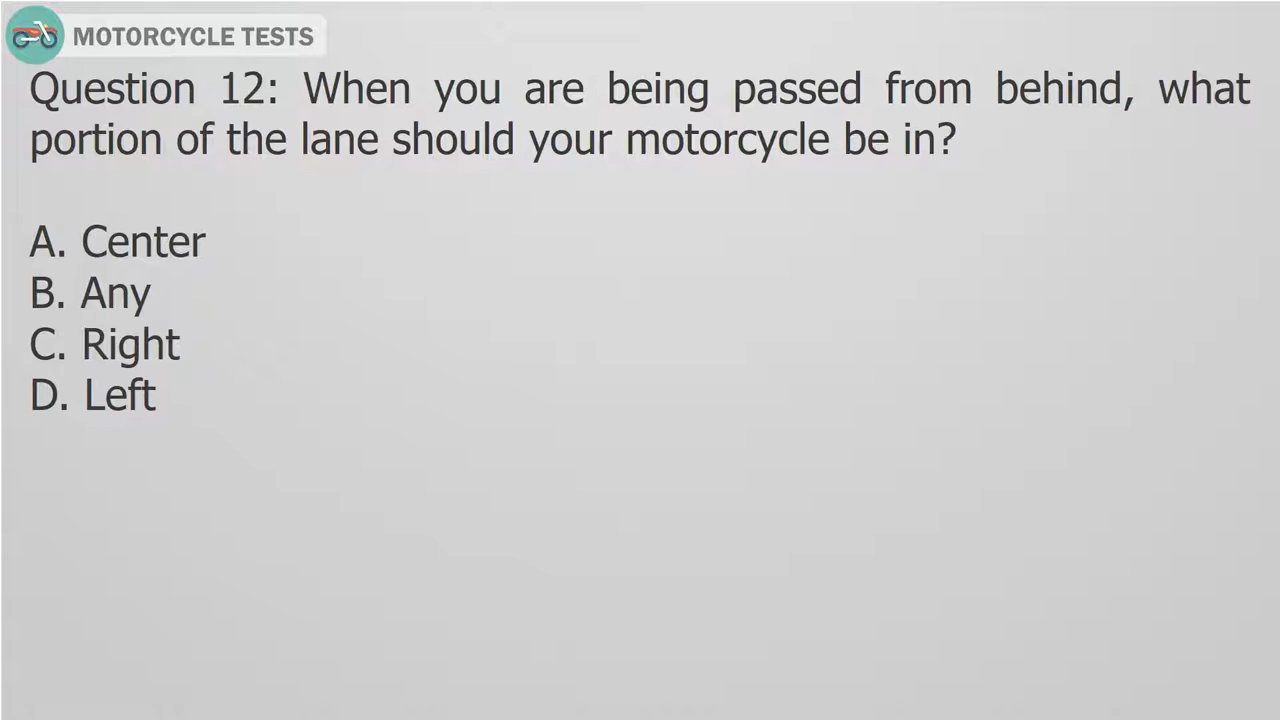 MOTORCYCLE TESTS
Question 12: When you are being passed from behind, what
portion of the lane should your motorcycle be in?
A. Center
B. Any
C. Right
D. Left